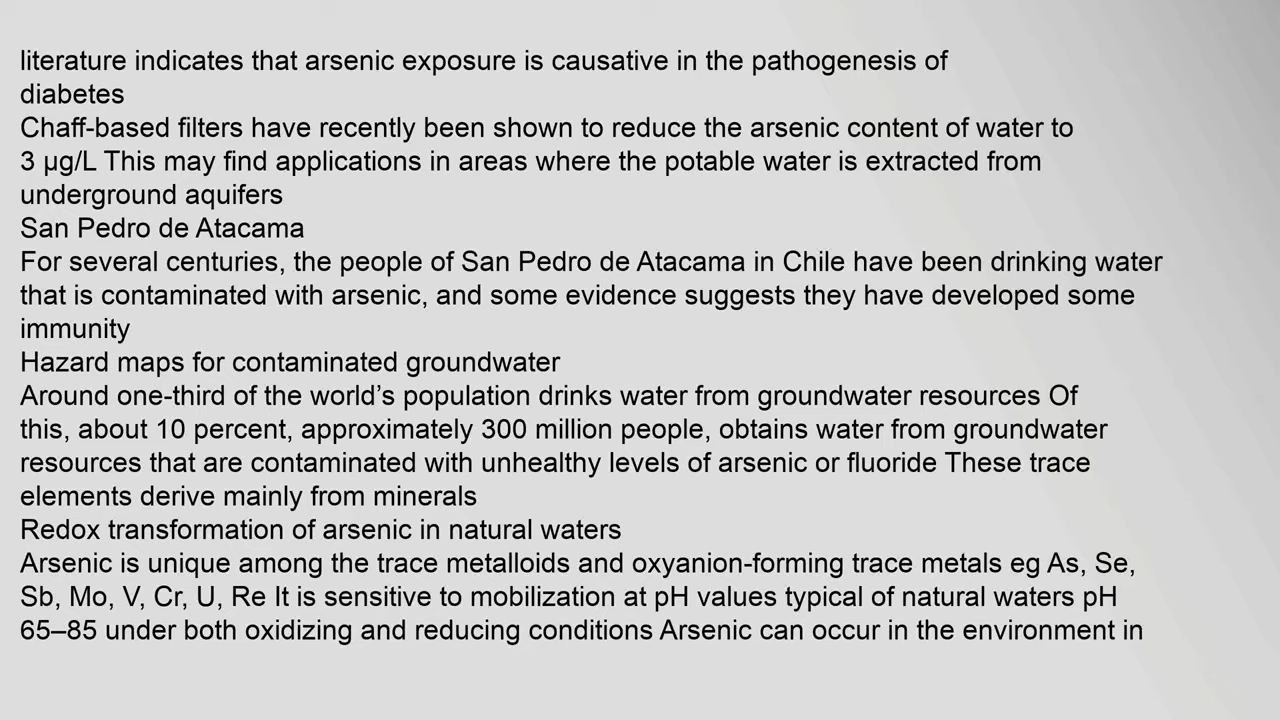 literature indicates that arsenic exposure is causative in the pathogenesis of
diabetes
Chaff-based filters have recently been shown to reduce the arsenic content of water to
3 µg/L This may find applications in areas where the potable water is extracted from
underground aquifers
San Pedro de Atacama
For several centuries, the people of San Pedro de Atacama in Chile have been drinking water
that is contaminated with arsenic, and some evidence suggests they have developed some
immunity
Hazard maps for contaminated groundwater
Around one-third of the world’s population drinks water from groundwater resources Of
this, about 10 percent, approximately 300 million people, obtains water from groundwater
resources that are contaminated with unhealthy levels of arsenic or fluoride These trace
elements derive mainly from minerals
Redox transformation of arsenic in natural waters
Arsenic is unique among the trace metalloids and oxyanion-forming trace metals eg As, Se,
Sb, Mo, V, Cr, U, Re It is sensitive to mobilization at pH values typical of natural waters pH
65–85 under both oxidizing and reducing conditions Arsenic can occur in the environment in